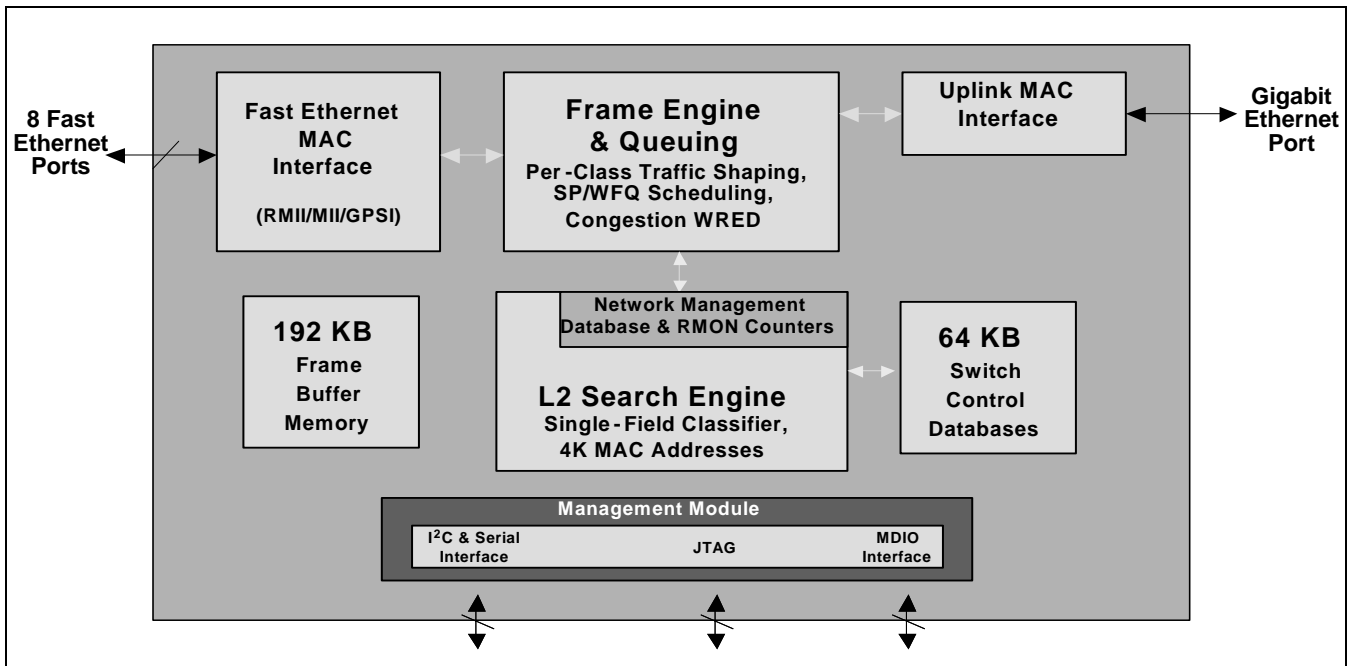 8 Fast
Ethernet
Ports
Fast Ethernet
MAC
Interface
(RMII/MII/GPSI)
Frame Engine
& Queuing
Per-Class Traffic Shaping,
SP/WFQ Scheduling,
Congestion WRED
Uplink MAC
Interface
Gigabit
Ethernet
Port
192 KB
Frame
Buffer
Memory
Network Management
Database & RMON Counters
L2 Search Engine
Single-Field Classifier,
4K MAC Addresses
64 KB
Switch
Control
Databases
Management Module
I²C & Serial
Interface
JTAG
MDIO
Interface